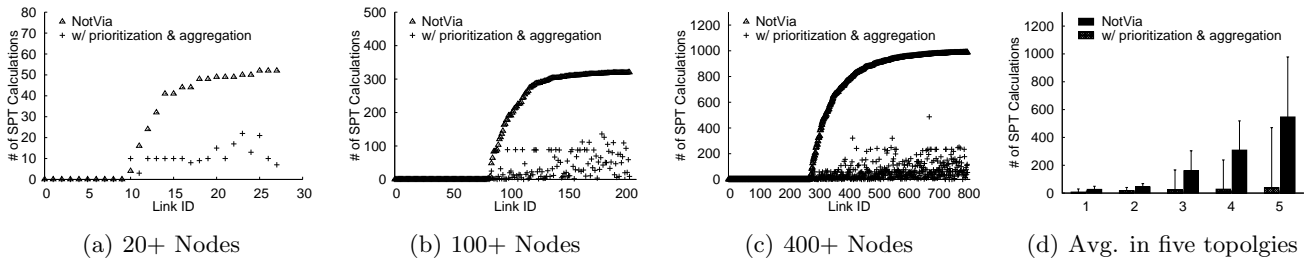 80
70
60
50
40
30
20
10
0
# of SPT Calculations
NotVia
w/ prioritization & aggregation
0 5 10 15 20 25 30
Link ID
(a) 20+ Nodes
500
400
300
200
100
0
# of SPT Calculations
NotVia
w/ prioritization & aggregation
0 50 100 150 200
Link ID
(b) 100+ Nodes
1200
1000
800
600
400
200
0
# of SPT Calculations
NotVia
w/ prioritization & aggregation
0 100 200 300 400 500 600 700 800
Link ID
(c) 400+ Nodes
1200
1000
800
600
400
200
0
# of SPT Calculations
NotVia
w/ prioritization & aggregation
1 2 3 4 5
(d) Avg. in five topolgies